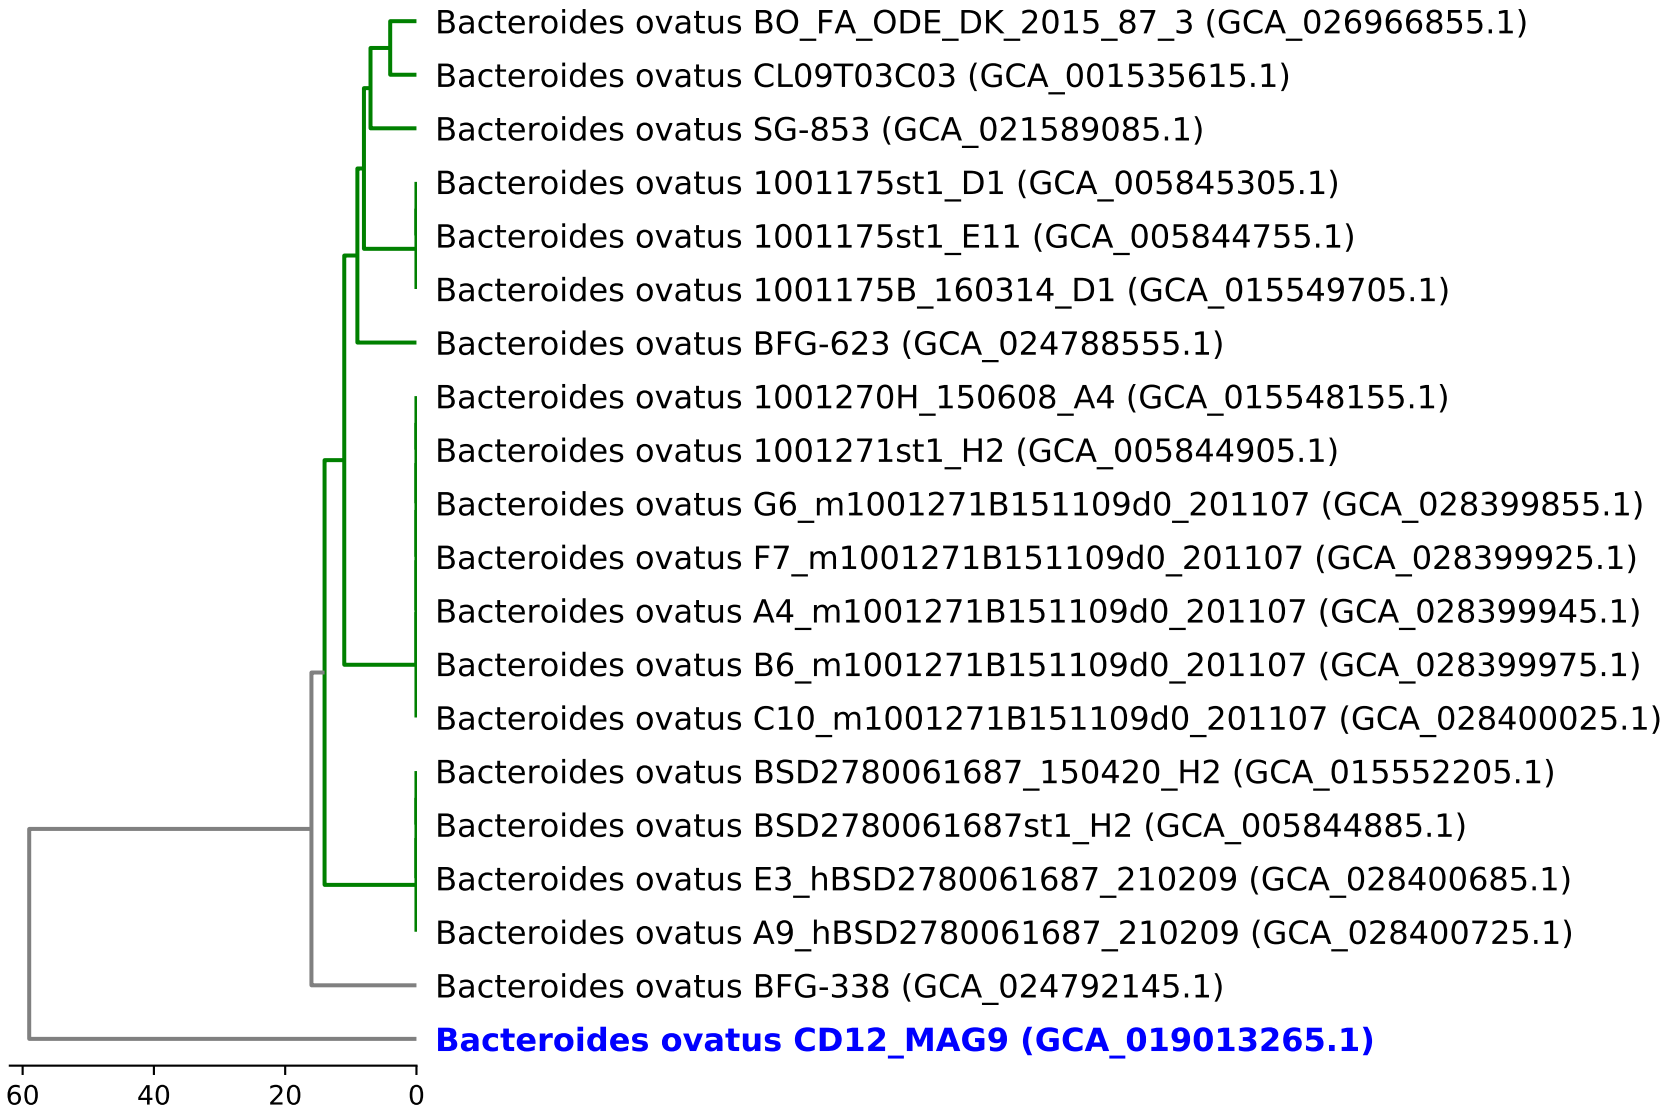 Bacteroides ovatus BO_FA_ODE_DK_2015_87_3 (GCA_026966855.1)
Bacteroides ovatus CL09T03C03 (GCA_001535615.1)
Bacteroides ovatus SG-853 (GCA_021589085.1)
Bacteroides ovatus 1001175st1_D1 (GCA_005845305.1)
Bacteroides ovatus 1001175st1_E11 (GCA_005844755.1)
Bacteroides ovatus 1001175B_160314_D1 (GCA_015549705.1)
Bacteroides ovatus BFG-623 (GCA_024788555.1)
Bacteroides ovatus 1001270H_150608_A4 (GCA_015548155.1)
Bacteroides ovatus 1001271st1_H2 (GCA_005844905.1)
Bacteroides ovatus G6_m1001271B151109d0_201107 (GCA_028399855.1)
Bacteroides ovatus F7_m1001271B151109d0_201107 (GCA_028399925.1)
Bacteroides ovatus A4_m1001271B151109d0_201107 (GCA_028399945.1)
Bacteroides ovatus B6_m1001271B151109d0_201107 (GCA_028399975.1)
Bacteroides ovatus C10_m1001271B151109d0_201107 (GCA_028400025.1)
Bacteroides ovatus BSD2780061687_150420_H2 (GCA_015552205.1)
Bacteroides ovatus BSD2780061687st1_H2 (GCA_005844885.1)
Bacteroides ovatus E3_hBSD2780061687_210209 (GCA_028400685.1)
Bacteroides ovatus A9_hBSD2780061687_210209 (GCA_028400725.1)
Bacteroides ovatus BFG-338 (GCA_024792145.1)
Bacteroides ovatus CD12_MAG9 (GCA_019013265.1)
60 40 20 0